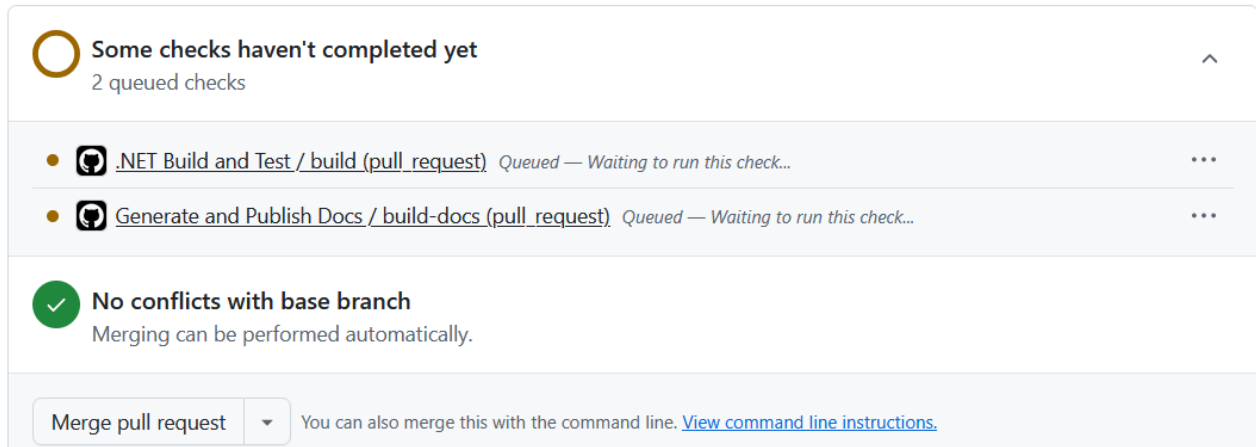 Some checks haven't completed yet
2 queued checks
.NET Build and Test / build (pull_request) Queued — Waiting to run this check...
Generate and Publish Docs / build-docs (pull_request) Queued — Waiting to run this check...
No conflicts with base branch
Merging can be performed automatically.
Merge pull request You can also merge this with the command line. View command line instructions.